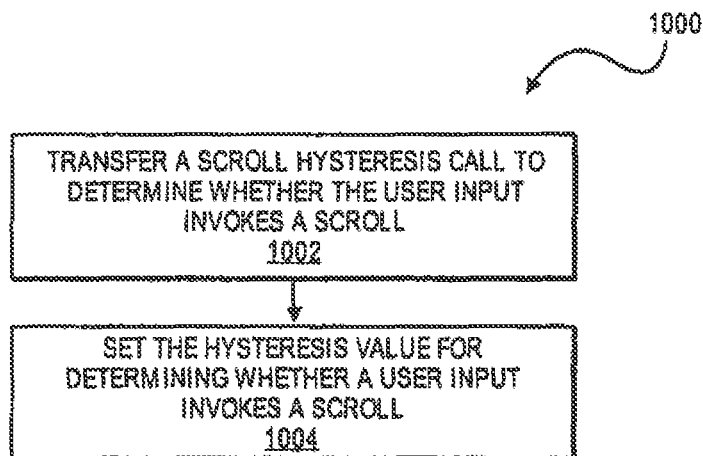 1000
TRANSFER A SCROLL HYSTERESIS CALL TO
DETERMINE WHETHER THE USER INPUT
INVOKES A SCROLL
1002
SET THE HYSTERESIS VALUE FOR
DETERMINING WHETHER A USER INPUT
INVOKES A SCROLL
1004